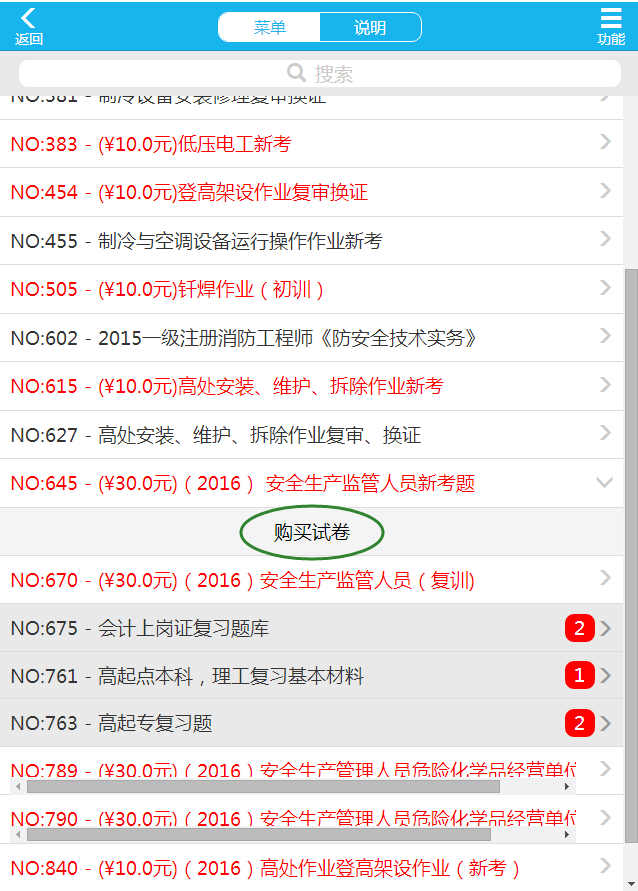 返回
菜单
说明
功能
搜索
NO:381 - 制冷设备安装修理复审换证
NO:383 - (¥10.0元)低压电工新考
NO:454 - (¥10.0元)登高架设作业复审换证
NO:455 - 制冷与空调设备运行操作作业新考
NO:505 - (¥10.0元)钎焊作业（初训）
NO:602 - 2015一级注册消防工程师《防安全技术实务》
NO:615 - (¥10.0元)高处安装、维护、拆除作业新考
NO:627 - 高处安装、维护、拆除作业复审、换证
NO:645 - (¥30.0元)（2016） 安全生产监管人员新考题
购买试卷
NO:670 - (¥30.0元)（2016）安全生产监管人员（复训)
NO:675 - 会计上岗证复习题库 2
NO:761 - 高起点本科，理工复习基本材料 1
NO:763 - 高起专复习题 2
NO:789 - (¥30.0元)（2016）安全生产管理人员危险化学品经营单位
NO:790 - (¥30.0元)（2016）安全生产管理人员危险化学品经营单位
NO:840 - (¥10.0元)（2016）高处作业登高架设作业（新考）